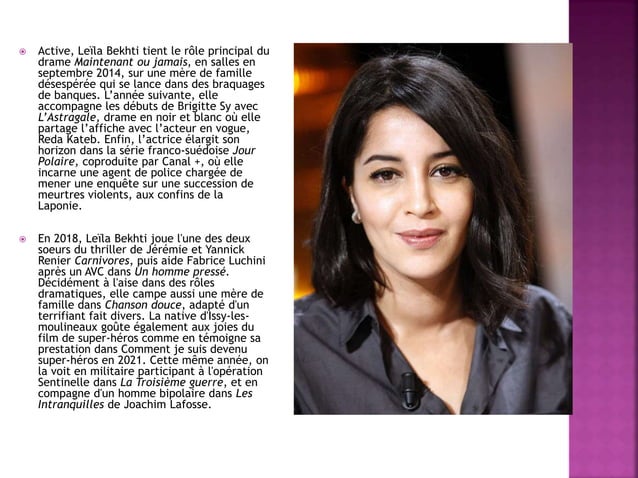 Active, Leïla Bekhti tient le rôle principal du
drame Maintenant ou jamais, en salles en
septembre 2014, sur une mère de famille
désespérée qui se lance dans des braquages
de banques. L’année suivante, elle
accompagne les débuts de Brigitte Sy avec
L’Astragale, drame en noir et blanc où elle
partage l’affiche avec l’acteur en vogue,
Reda Kateb. Enfin, l’actrice élargit son
horizon dans la série franco-suédoise Jour
Polaire, coproduite par Canal +, où elle
incarne une agent de police chargée de
mener une enquête sur une succession de
meurtres violents, aux confins de la
Laponie.
En 2018, Leïla Bekhti joue l'une des deux
soeurs du thriller de Jérémie et Yannick
Renier Carnivores, puis aide Fabrice Luchini
après un AVC dans Un homme pressé.
Décidément à l'aise dans des rôles
dramatiques, elle campe aussi une mère de
famille dans Chanson douce, adapté d'un
terrifiant fait divers. La native d'Issy-les-
moulineaux goûte également aux joies du
film de super-héros comme en témoigne sa
prestation dans Comment je suis devenu
super-héros en 2021. Cette même année, on
la voit en militaire participant à l'opération
Sentinelle dans La Troisième guerre, et en
compagne d'un homme bipolaire dans Les
Intranquilles de Joachim Lafosse.